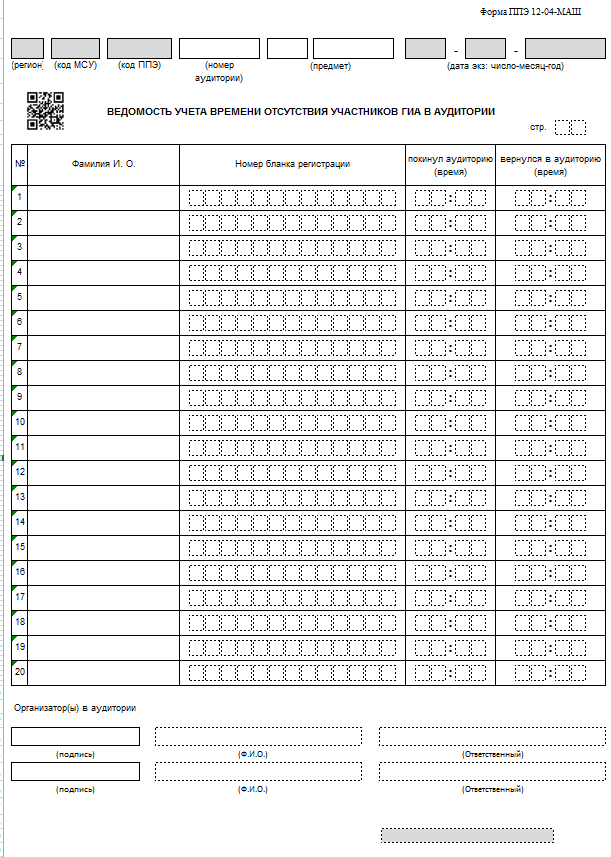 Форма ППЭ 12-04-МАШ
- -
(регион) (код МСУ) (код ППЭ) (номер аудитории) (предмет) (дата экз: число-месяц-год)
ВЕДОМОСТЬ УЧЕТА ВРЕМЕНИ ОТСУТСТВИЯ УЧАСТНИКОВ ГИА В АУДИТОРИИ
стр.
№ Фамилия И. О. Номер бланка регистрации покинул аудиторию (время) вернулся в аудиторию (время)
1 : :
2 : :
3 : :
4 : :
5 : :
6 : :
7 : :
8 : :
9 : :
10 : :
11 : :
12 : :
13 : :
14 : :
15 : :
16 : :
17 : :
18 : :
19 : :
20 : :
Организатор(ы) в аудитории
(подпись) (Ф.И.О.) (Ответственный)
(подпись) (Ф.И.О.) (Ответственный)